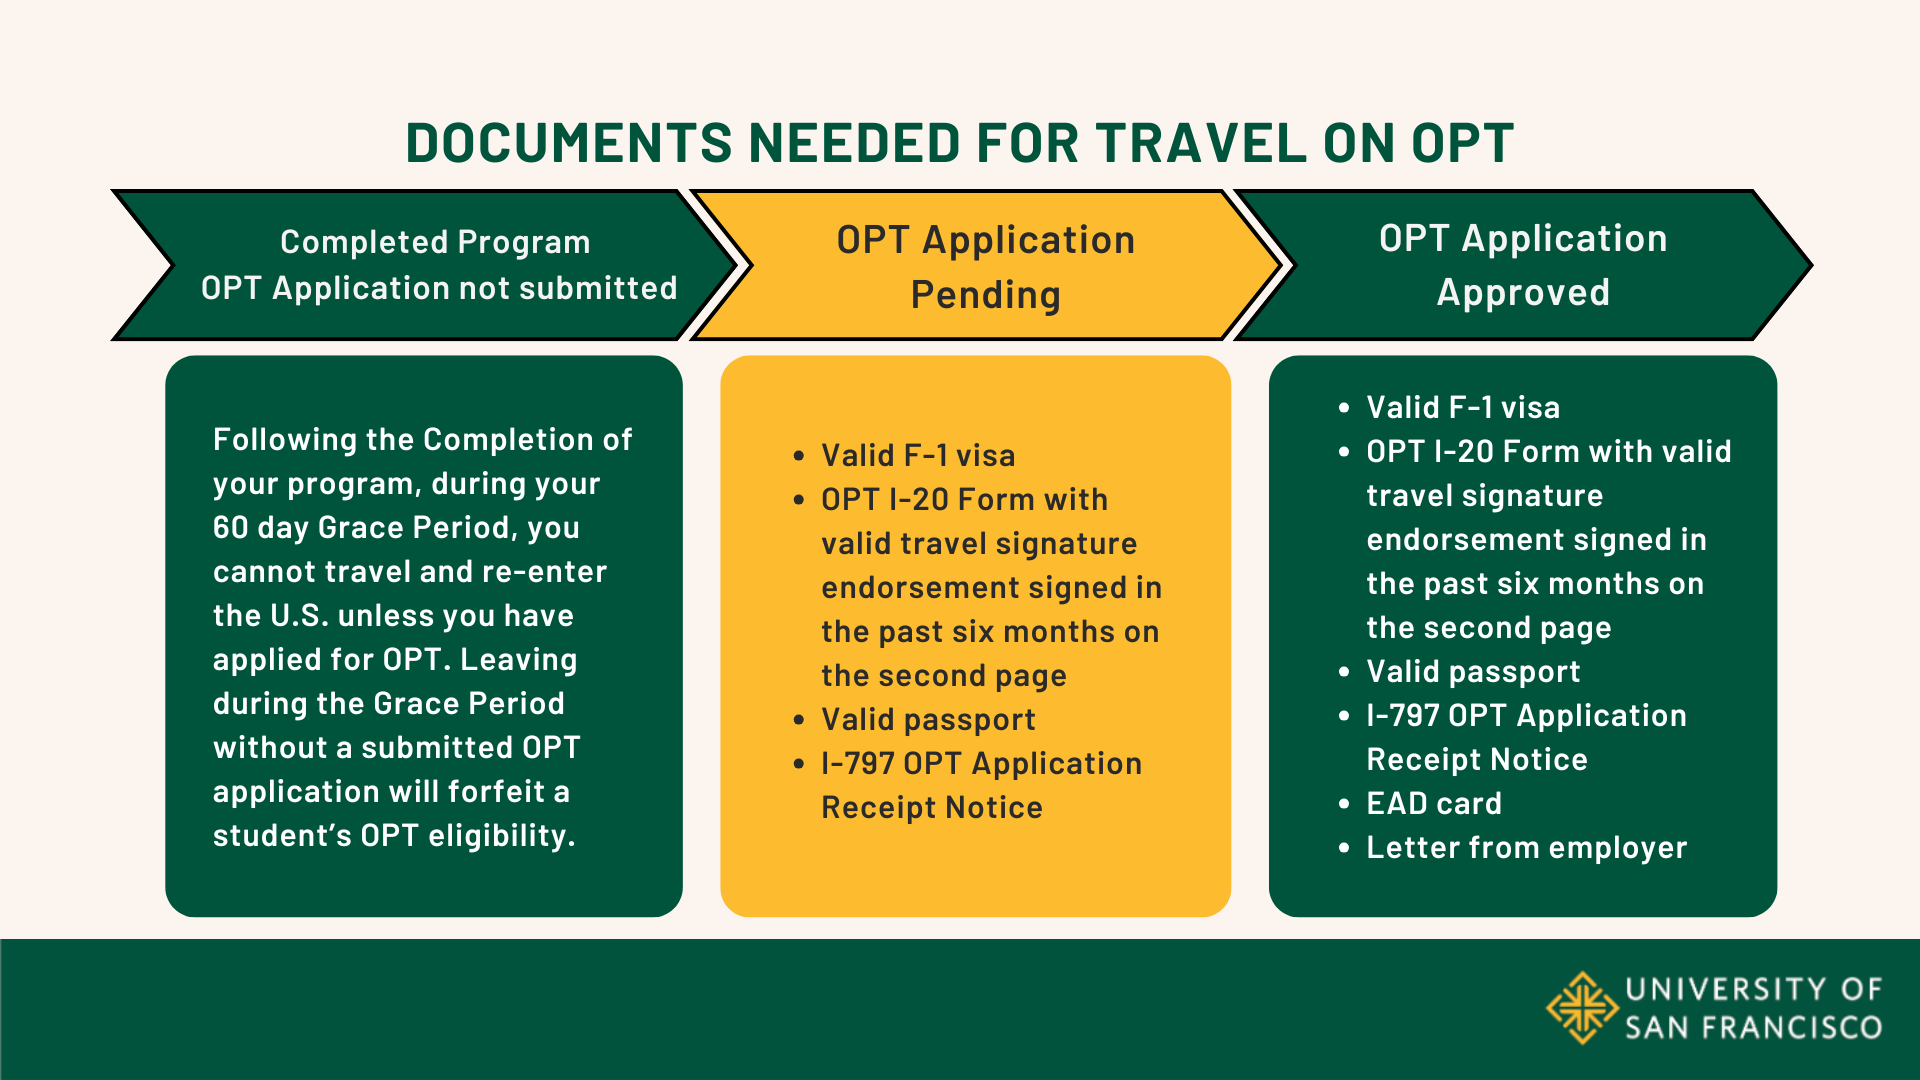 DOCUMENTS NEEDED FOR TRAVEL ON OPT
Completed Program
OPT Application not submitted
Following the Completion of
your program, during your
60 day Grace Period, you
cannot travel and re-enter
the U.S. unless you have
applied for OPT. Leaving
during the Grace Period
without a submitted OPT
application will forfeit a
student’s OPT eligibility.
OPT Application
Pending
• Valid F-1 visa
• OPT I-20 Form with
valid travel signature
endorsement signed in
the past six months on
the second page
• Valid passport
• I-797 OPT Application
Receipt Notice
OPT Application
Approved
• Valid F-1 visa
• OPT I-20 Form with valid
travel signature
endorsement signed in
the past six months on
the second page
• Valid passport
• I-797 OPT Application
Receipt Notice
• EAD card
• Letter from employer
UNIVERSITY OF
SAN FRANCISCO